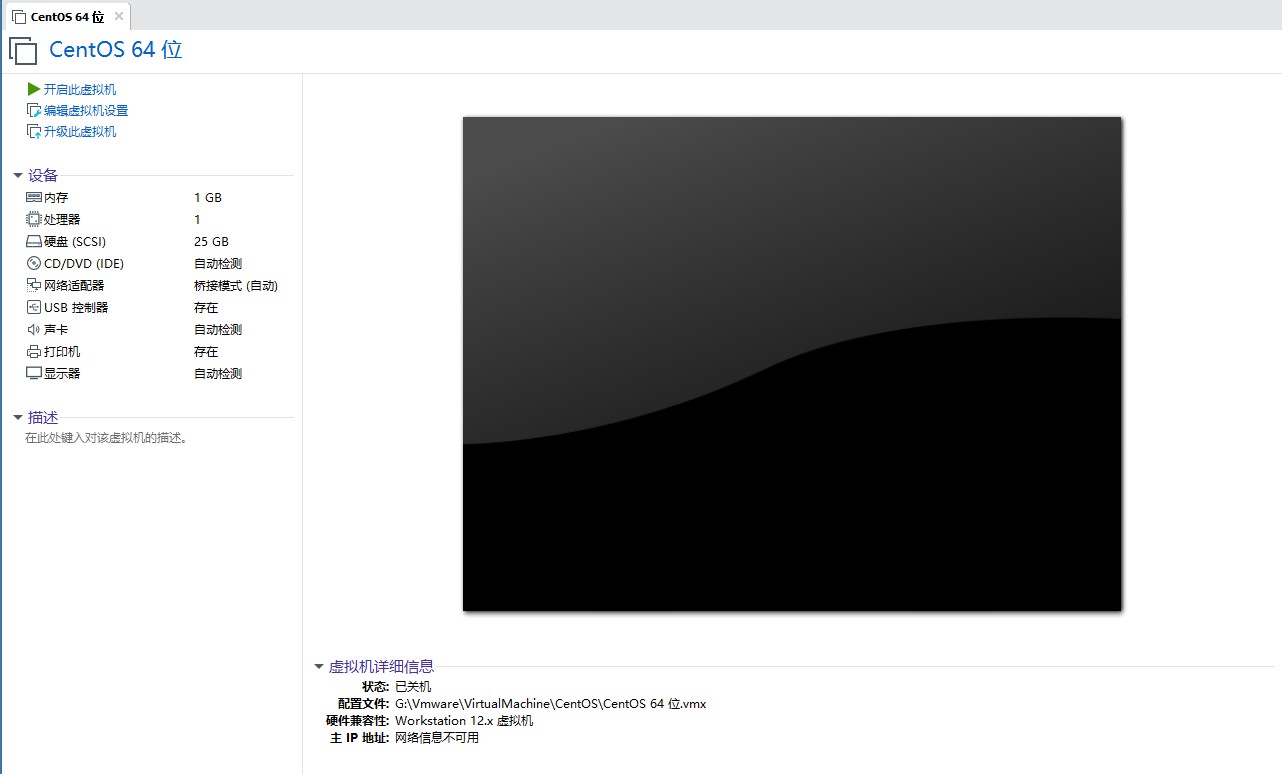 CentOS 64 位
CentOS 64 位
开启此虚拟机
编辑虚拟机设置
升级此虚拟机
设备
内存 1 GB
处理器 1
硬盘 (SCSI) 25 GB
CD/DVD (IDE) 自动检测
网络适配器 桥接模式 (自动)
USB 控制器 存在
声卡 自动检测
打印机 存在
显示器 自动检测
描述
在此处键入对该虚拟机的描述。
虚拟机详细信息
状态: 已关机
配置文件: G:\Vmware\VirtualMachine\CentOS\CentOS 64 位.vmx
硬件兼容性: Workstation 12.x 虚拟机
主 IP 地址: 网络信息不可用